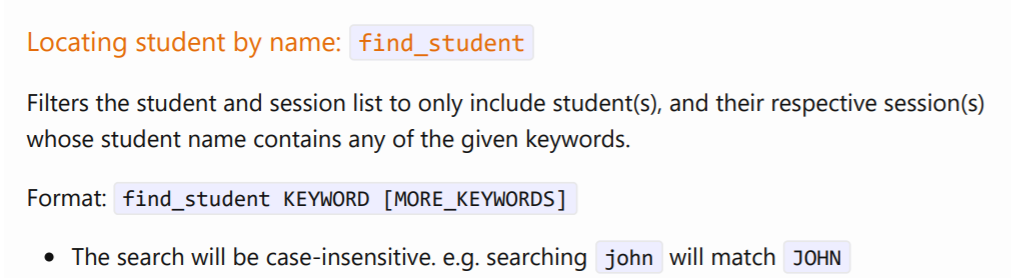 Locating student by name: find_student
Filters the student and session list to only include student(s), and their respective session(s)
whose student name contains any of the given keywords.
Format: find_student KEYWORD [MORE_KEYWORDS]
• The search will be case-insensitive. e.g. searching john will match JOHN